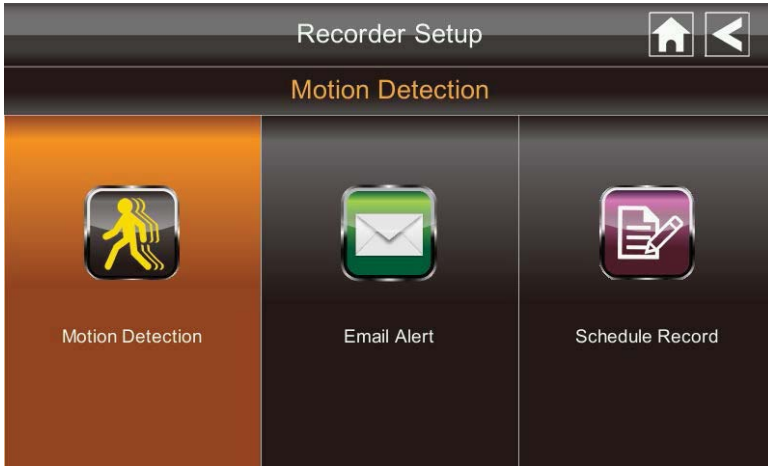 Recorder Setup
Motion Detection
Motion Detection
Email Alert
Schedule Record